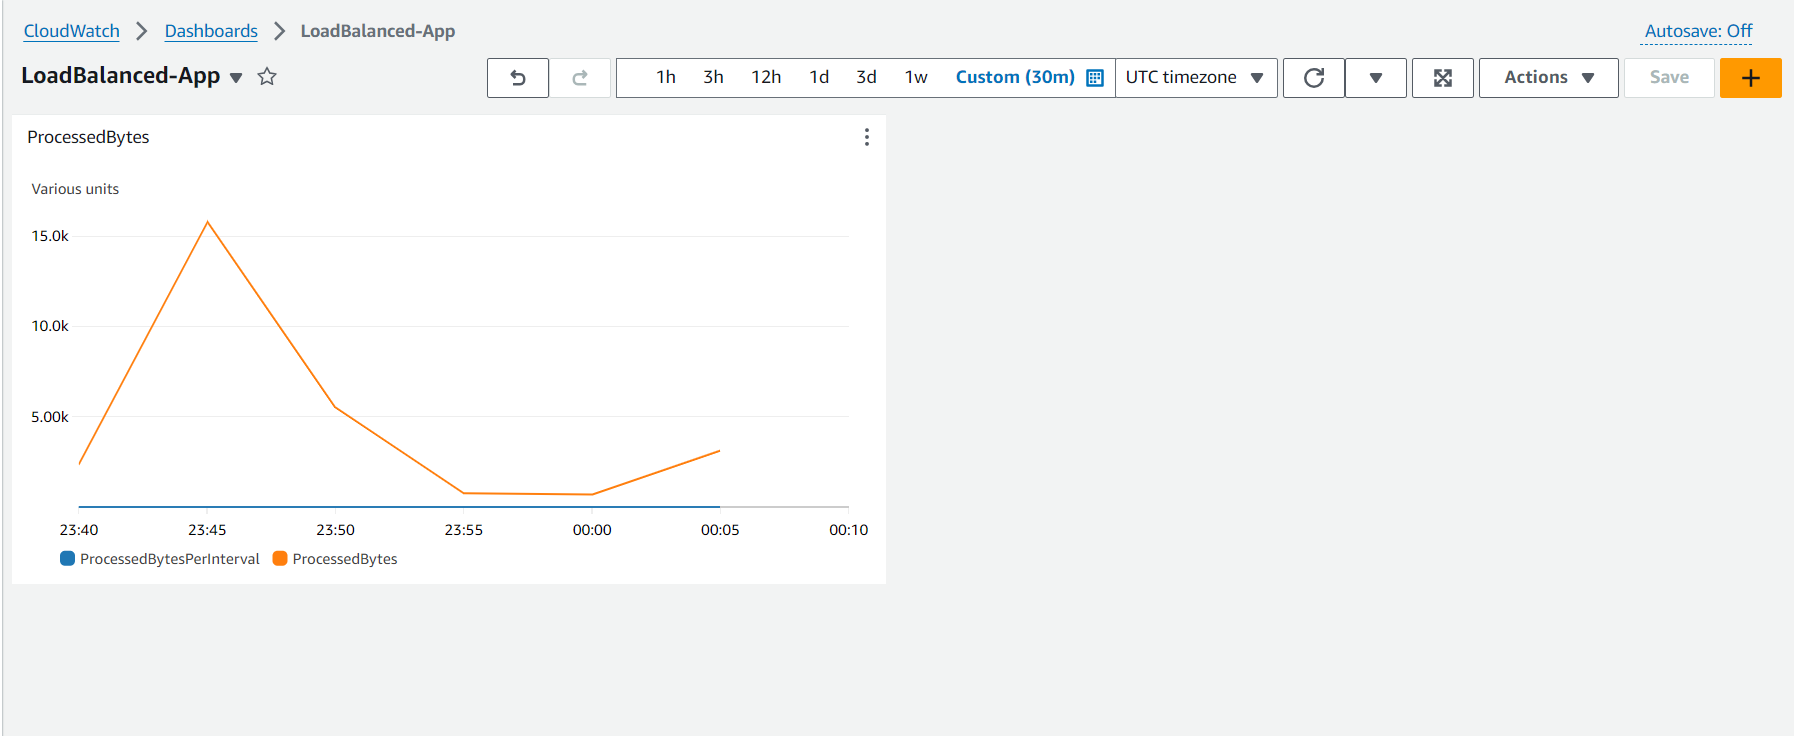 CloudWatch Dashboards LoadBalanced-App Autosave: Off
LoadBalanced-App 1h 3h 12h 1d 3d 1w Custom (30m) UTC timezone Actions Save
ProcessedBytes
Various units
15.0k
10.0k
5.00k
23:40 23:45 23:50 23:55 00:00 00:05 00:10
ProcessedBytesPerInterval ProcessedBytes